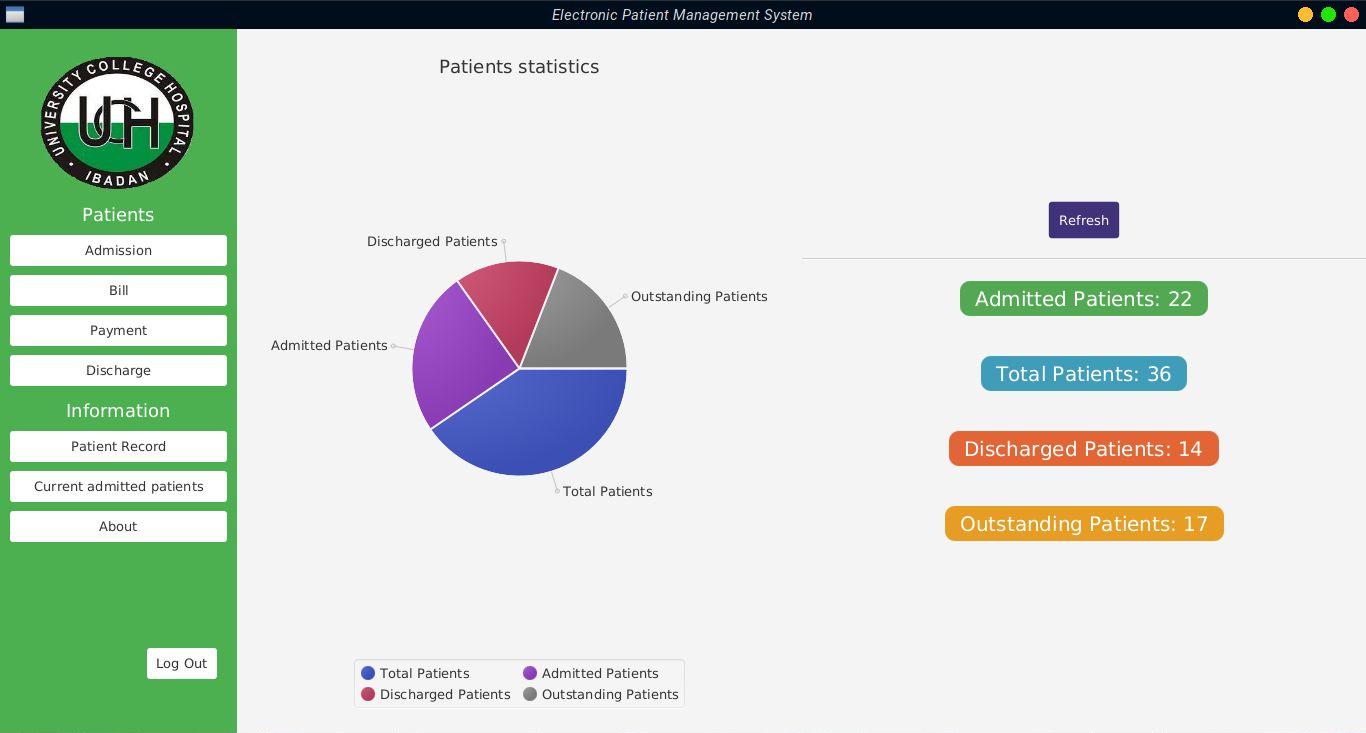 Electronic Patient Management System
UNIVERSITY COLLEGE HOSPITAL
UCH
IBADAN
Patients
Admission
Bill
Payment
Discharge
Information
Patient Record
Current admitted patients
About
Log Out
Patients statistics
Discharged Patients
Outstanding Patients
Admitted Patients
Total Patients
Total Patients
Admitted Patients
Discharged Patients
Outstanding Patients
Refresh
Admitted Patients: 22
Total Patients: 36
Discharged Patients: 14
Outstanding Patients: 17